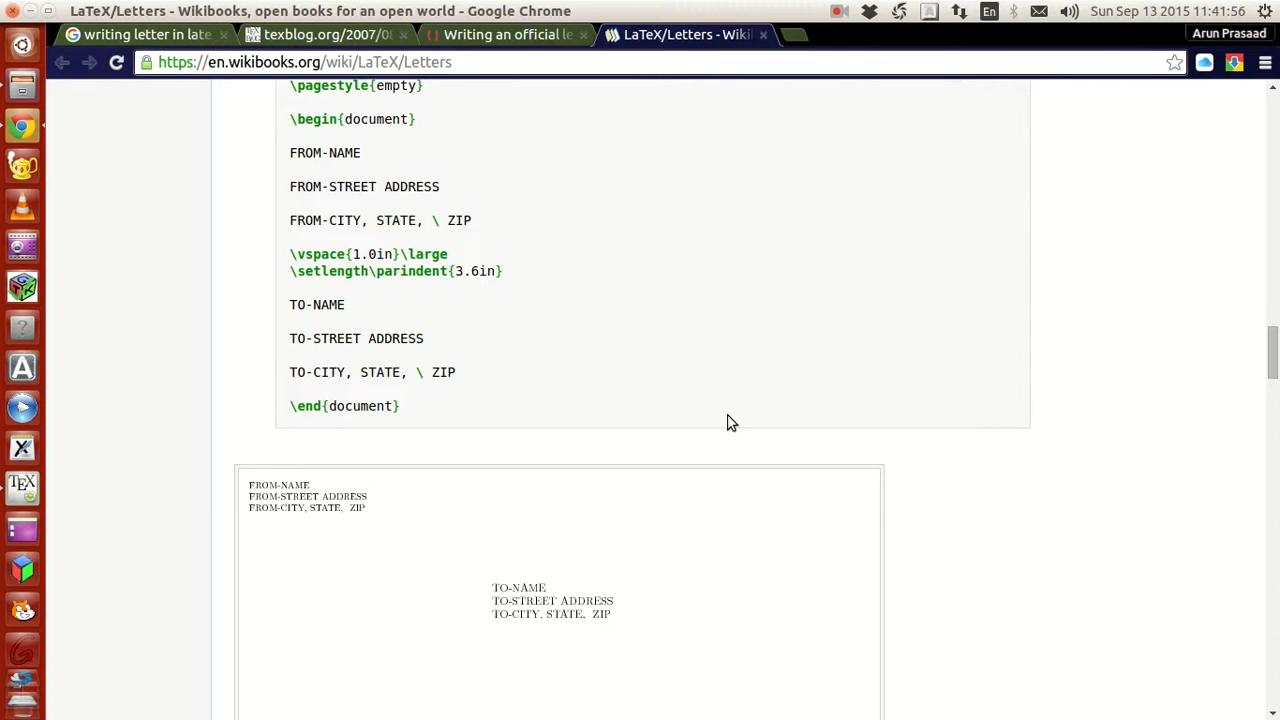 LaTeX/Letters - Wikibooks, open books for an open world - Google Chrome
En
Sun Sep 13 2015 11:41:56
writing letter in late
texblog.org/2007/0
Writing an official le
LaTeX/Letters - Wiki
Arun Prasaad
https://en.wikibooks.org/wiki/LaTeX/Letters
\pagestyle{empty}
\begin{document}
FROM-NAME
FROM-STREET ADDRESS
FROM-CITY, STATE, \ ZIP
\vspace{1.0in}\large
\setlength\parindent{3.6in}
TO-NAME
TO-STREET ADDRESS
TO-CITY, STATE, \ ZIP
\end{document}
FROM-NAME
FROM-STREET ADDRESS
FROM-CITY, STATE, ZIP
TO-NAME
TO-STREET ADDRESS
TO-CITY, STATE, ZIP